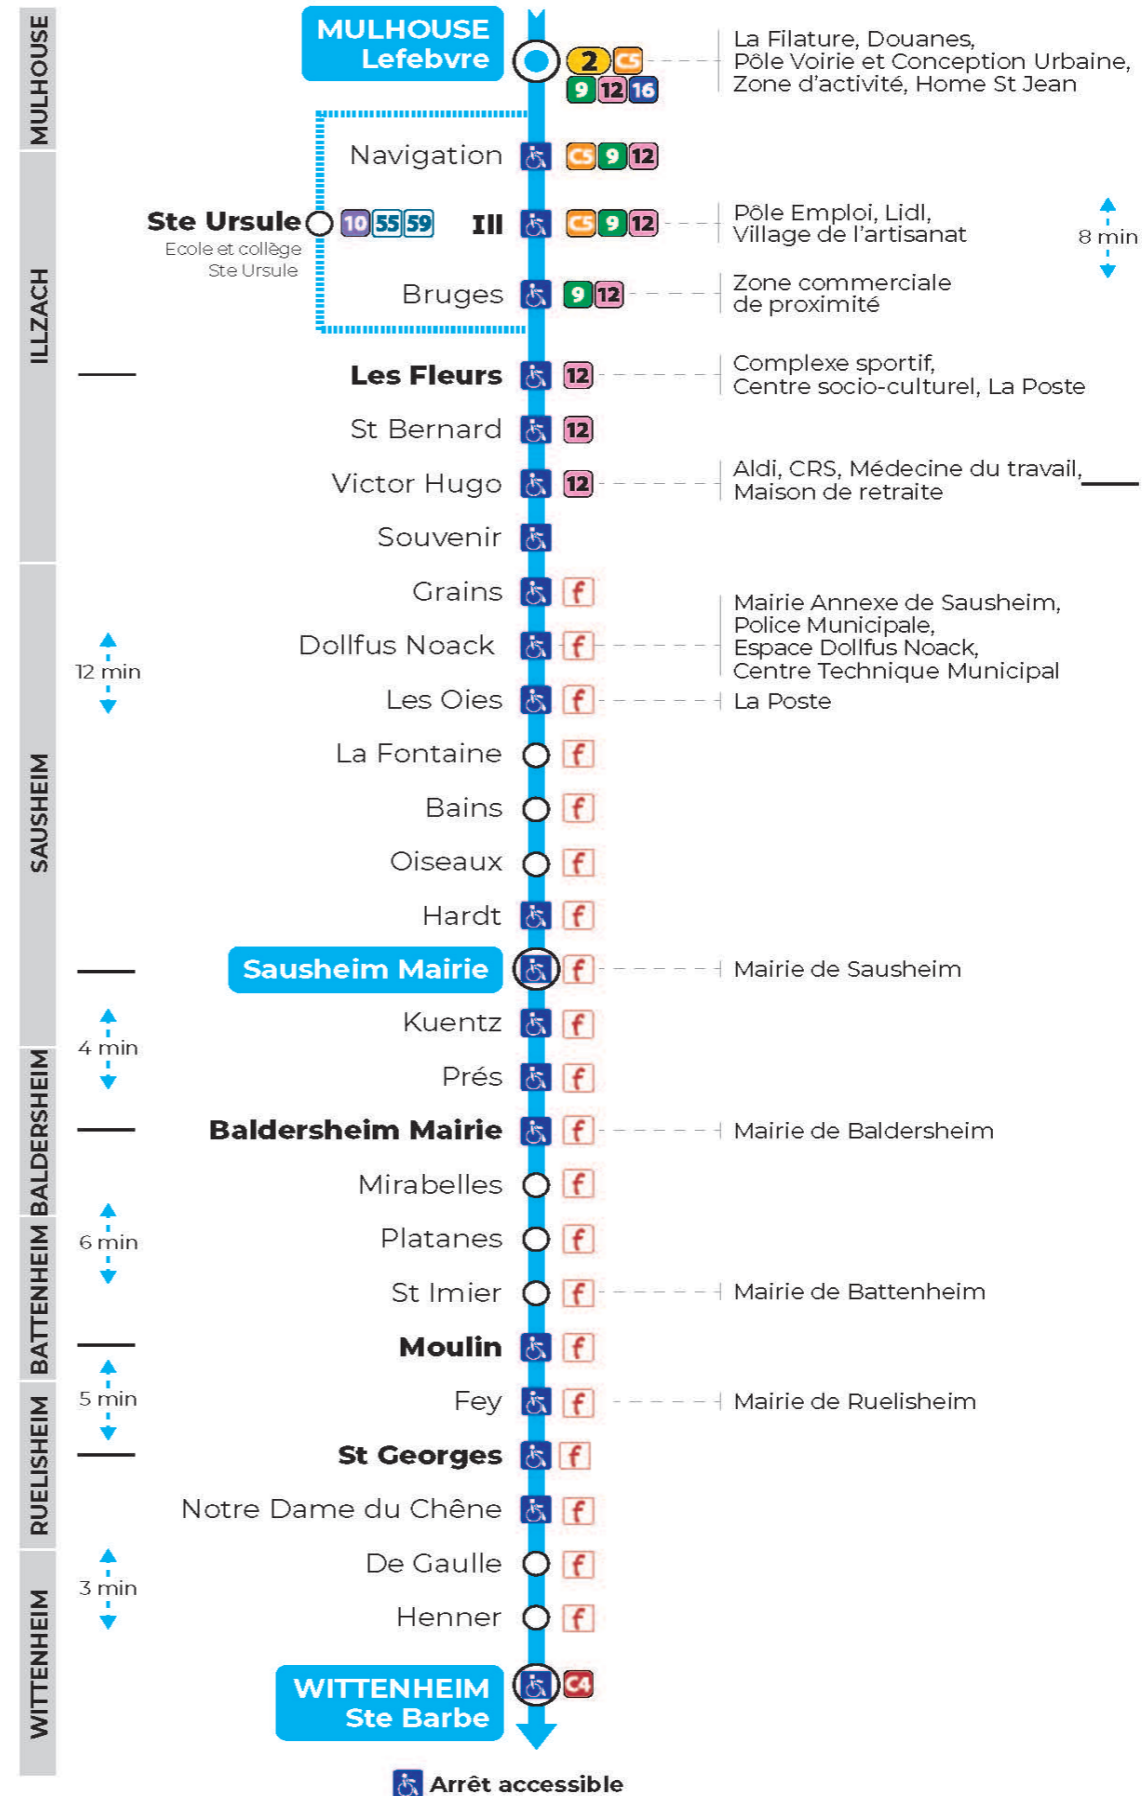 MULHOUSE
MULHOUSE
Lefebvre
2 C5
9 12 16
La Filature, Douanes,
Pôle Voirie et Conception Urbaine,
Zone d'activité, Home St Jean
ILLZACH
Navigation
C5 9 12
Ste Ursule
Ecole et collège
Ste Ursule
10 55 59
Ill
C5 9 12
Pôle Emploi, Lidl,
Village de l'artisanat
8 min
Bruges
9 12
Zone commerciale
de proximité
Les Fleurs
12
Complexe sportif,
Centre socio-culturel, La Poste
St Bernard
12
Victor Hugo
12
Aldi, CRS, Médecine du travail,
Maison de retraite
Souvenir
SAUSHEIM
Grains
f
12 min
Dollfus Noack
f
Mairie Annexe de Sausheim,
Police Municipale,
Espace Dollfus Noack,
Centre Technique Municipal
Les Oies
f
La Poste
La Fontaine
f
Bains
f
Oiseaux
f
Hardt
f
Sausheim Mairie
f
Mairie de Sausheim
4 min
Kuentz
f
BALDERSHEIM
Prés
f
Baldersheim Mairie
f
Mairie de Baldersheim
Mirabelles
f
BATTENHEIM
6 min
Platanes
f
St Imier
f
Mairie de Battenheim
Moulin
f
RUELISHEIM
5 min
Fey
f
Mairie de Ruelisheim
St Georges
f
Notre Dame du Chêne
f
WITTENHEIM
3 min
De Gaulle
f
Henner
f
WITTENHEIM
Ste Barbe
C4
Arrêt accessible